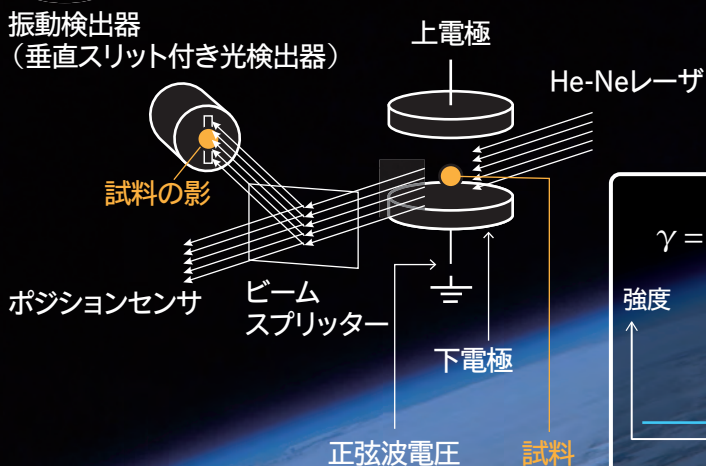 振動検出器
（垂直スリット付き光検出器）
上電極
He-Neレーザ
試料の影
γ =
強度
ポジションセンサ
ビーム
スプリッター
下電極
正弦波電圧
試料